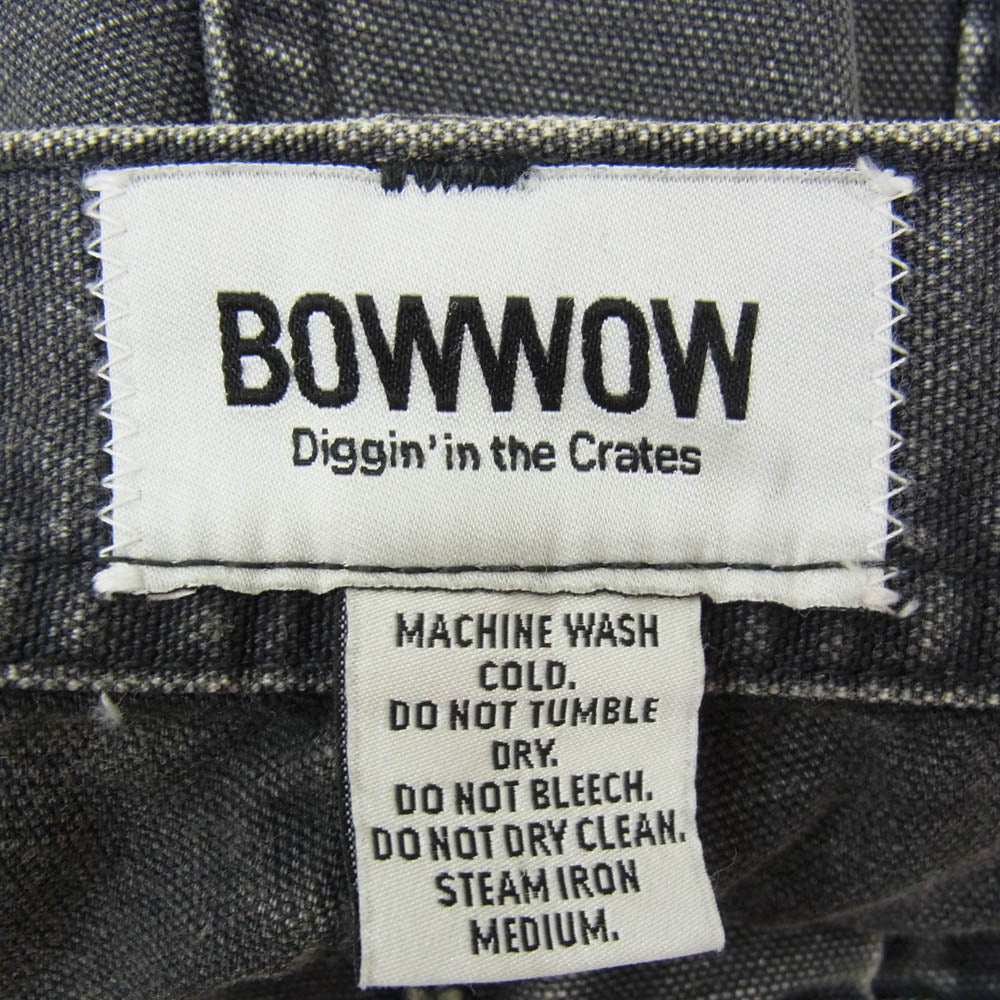 BOWWOW
Diggin' in the Crates
MACHINE WASH
COLD.
DO NOT TUMBLE
DRY.
DO NOT BLEECH.
DO NOT DRY CLEAN.
STEAM IRON
MEDIUM.